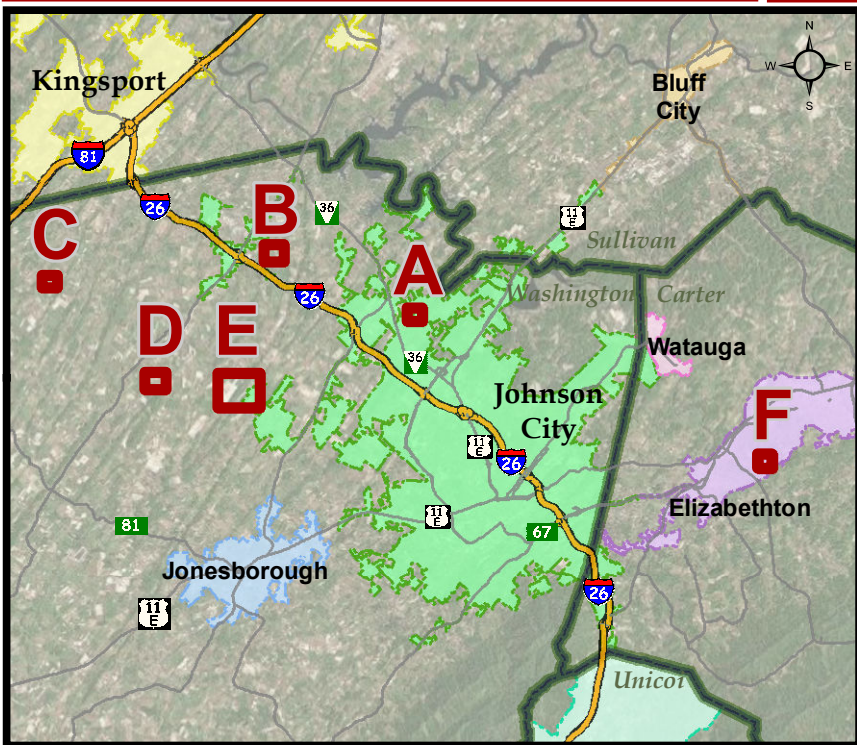 N
W
E
S
Kingsport
Bluff
City
81
26
36
11
E
Sullivan
C
B
A
Washington
Carter
26
D
E
36
Watauga
Johnson
City
F
11
E
26
Elizabethton
11
E
81
67
Jonesborough
11
E
26
Unicoi